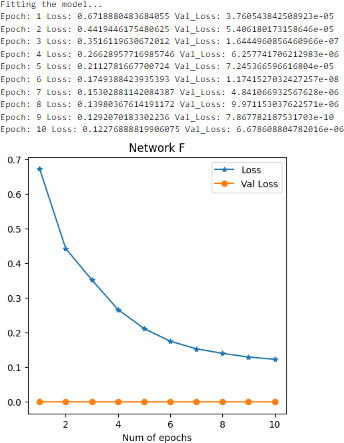 Fitting the model...
Epoch: 1 Loss: 0.6718880483684055 Val_Loss: 3.760543842508923e-05
Epoch: 2 Loss: 0.4419446175480625 Val_Loss: 5.406180173158646e-05
Epoch: 3 Loss: 0.3516119630672012 Val_Loss: 1.6444960856460966e-07
Epoch: 4 Loss: 0.26628957716985746 Val_Loss: 6.257741706212983e-06
Epoch: 5 Loss: 0.2112781667700724 Val_Loss: 7.245366596616804e-05
Epoch: 6 Loss: 0.1749388423935393 Val_Loss: 1.1741527032427257e-08
Epoch: 7 Loss: 0.15302881142084387 Val_Loss: 4.841066932567628e-06
Epoch: 8 Loss: 0.13980367614191172 Val_Loss: 9.971153037622571e-06
Epoch: 9 Loss: 0.1292070183302236 Val_Loss: 7.867782187531703e-10
Epoch: 10 Loss: 0.12276888819906075 Val_Loss: 6.678608804782016e-06
Network F
Loss
Val Loss
0.7
0.6
0.5
0.4
0.3
0.2
0.1
0.0
2 4 6 8 10
Num of epochs